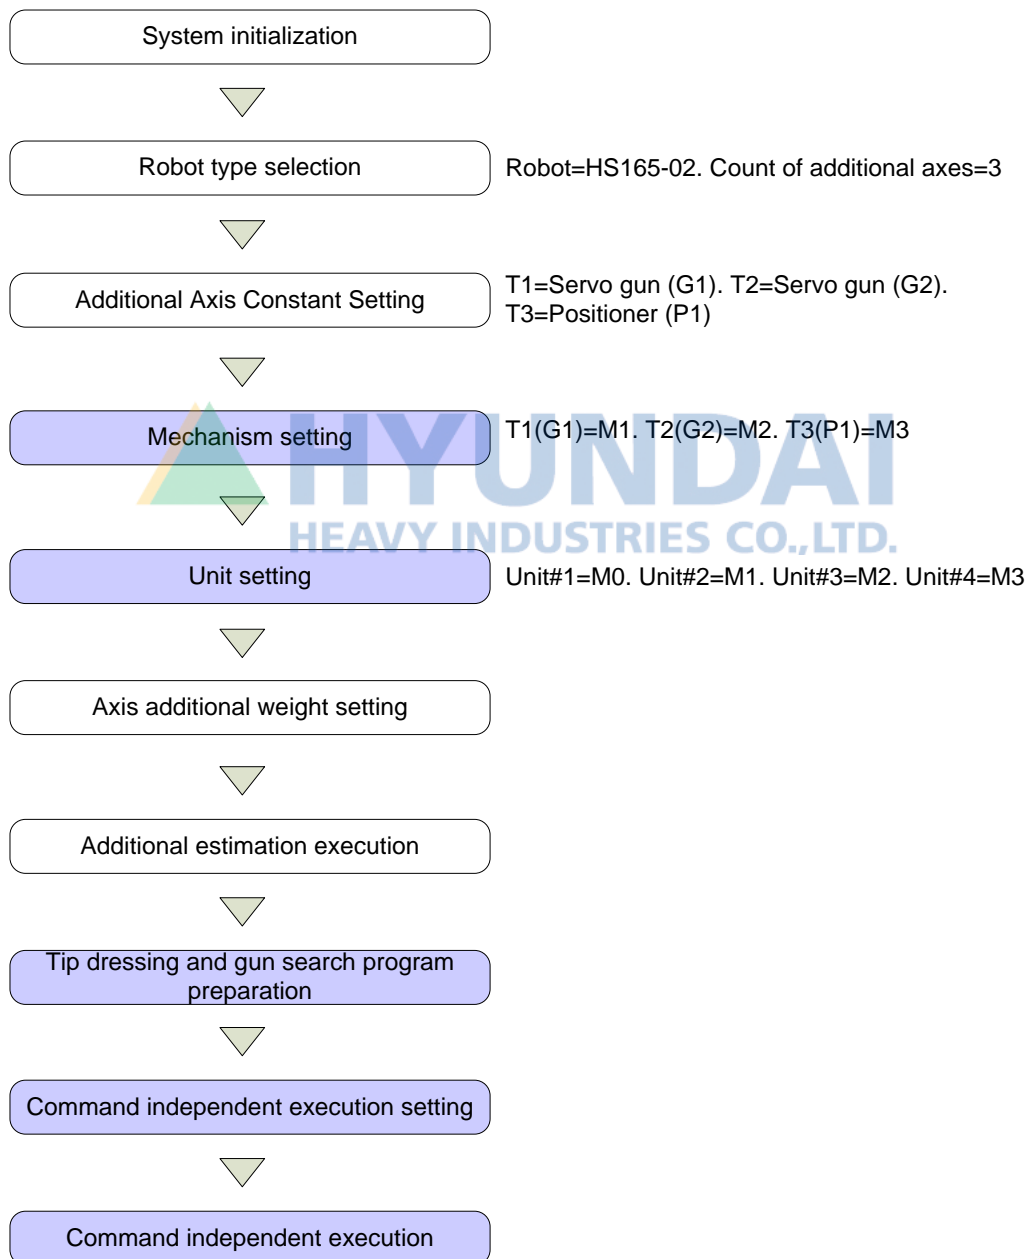 System initialization
Robot type selection
Robot=HS165-02. Count of additional axes=3
Additional Axis Constant Setting
T1=Servo gun (G1). T2=Servo gun (G2).
T3=Positioner (P1)
Mechanism setting
T1(G1)=M1. T2(G2)=M2. T3(P1)=M3
HYUNDAI
HEAVY INDUSTRIES CO.,LTD.
Unit setting
Unit#1=M0. Unit#2=M1. Unit#3=M2. Unit#4=M3
Axis additional weight setting
Additional estimation execution
Tip dressing and gun search program
preparation
Command independent execution setting
Command independent execution